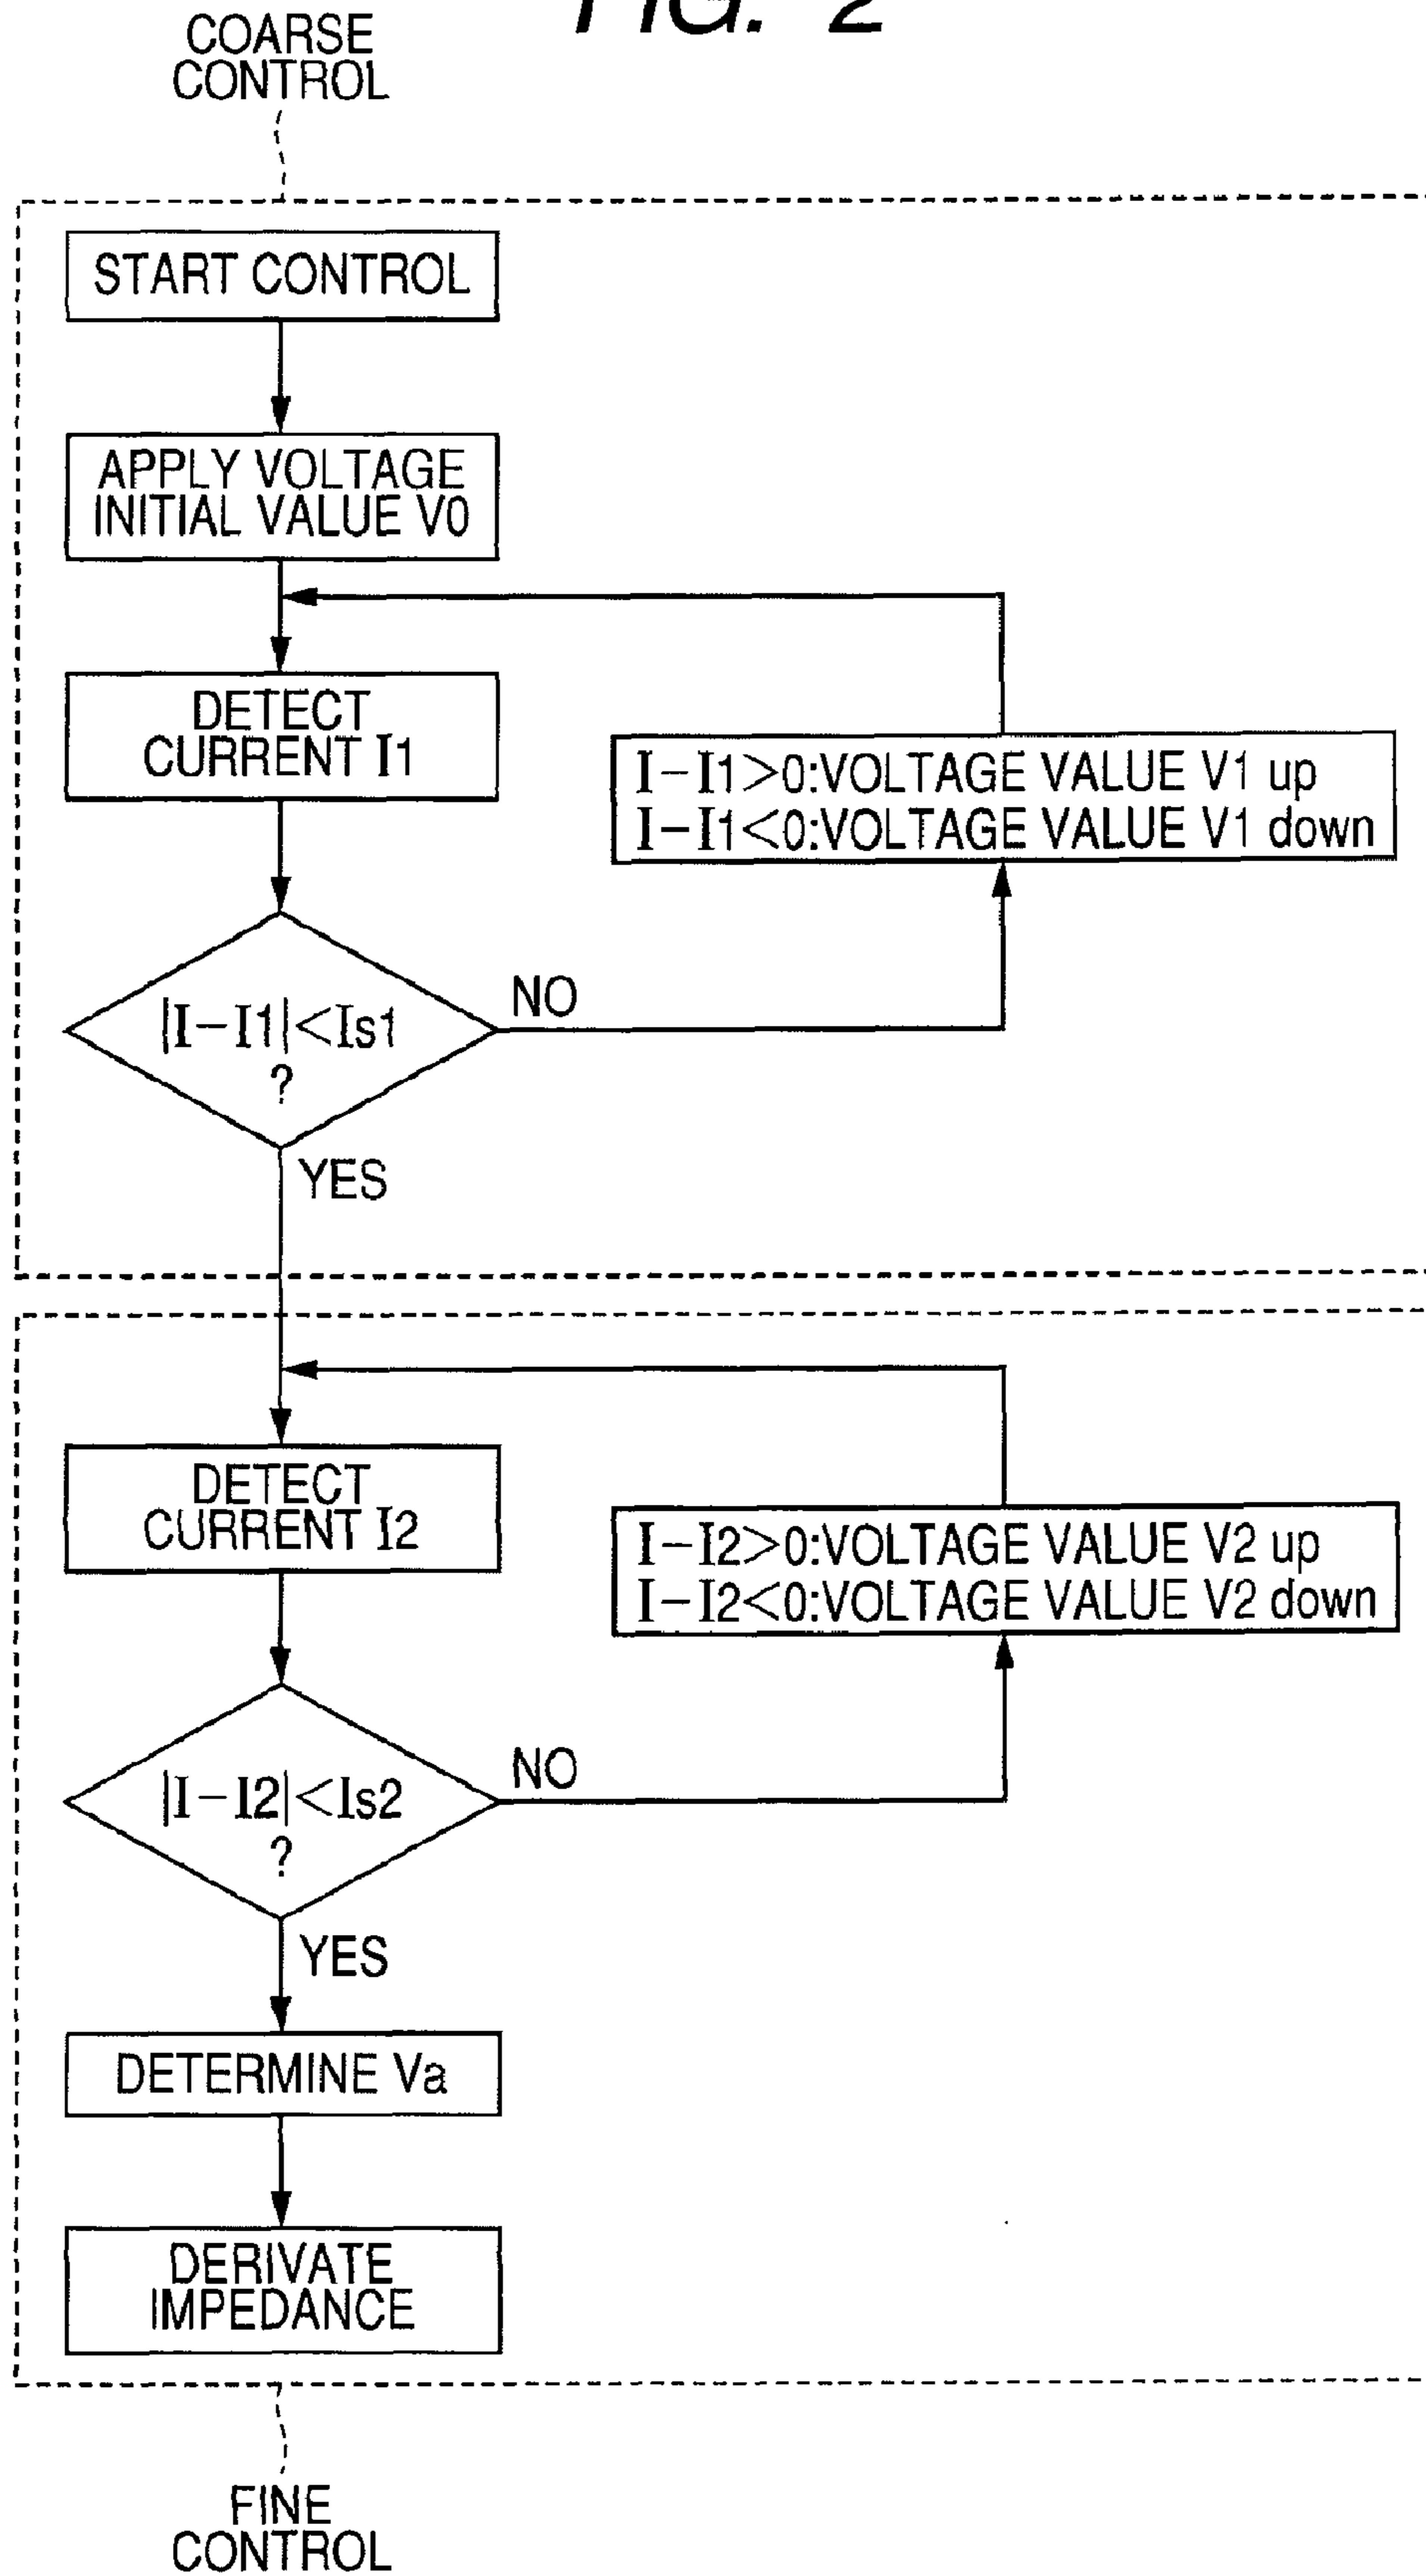 FIG. 2
COARSE
CONTROL
START CONTROL
APPLY VOLTAGE
INITIAL VALUE V0
DETECT
CURRENT I1
I-I1>0:VOLTAGE VALUE V1 up
I-I1<0:VOLTAGE VALUE V1 down
|I-I1|<Is1
?
NO
YES
DETECT
CURRENT I2
I-I2>0:VOLTAGE VALUE V2 up
I-I2<0:VOLTAGE VALUE V2 down
|I-I2|<Is2
?
NO
YES
DETERMINE Va
DERIVATE
IMPEDANCE
FINE
CONTROL